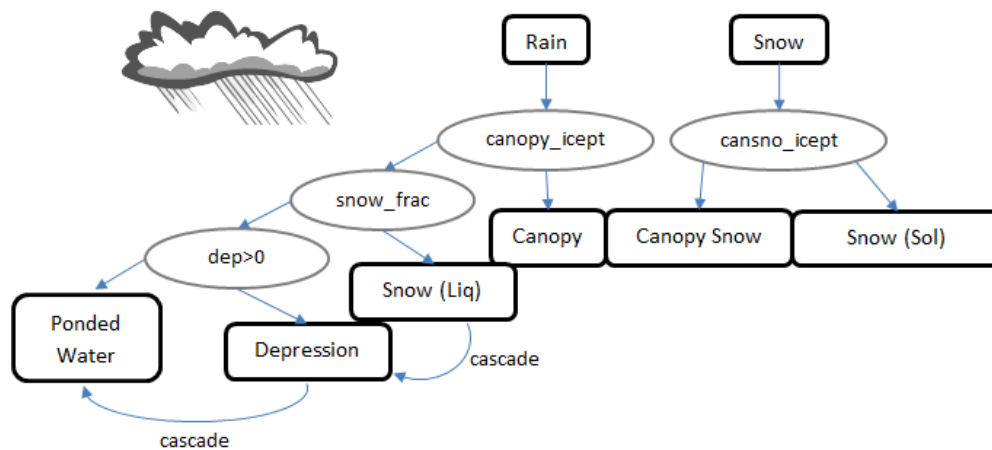 Rain
Snow
canopy_icept
cansno_icept
snow_frac
Canopy
Canopy Snow
Snow (Sol)
dep>0
Snow (Liq)
Ponded
Water
Depression
cascade
cascade